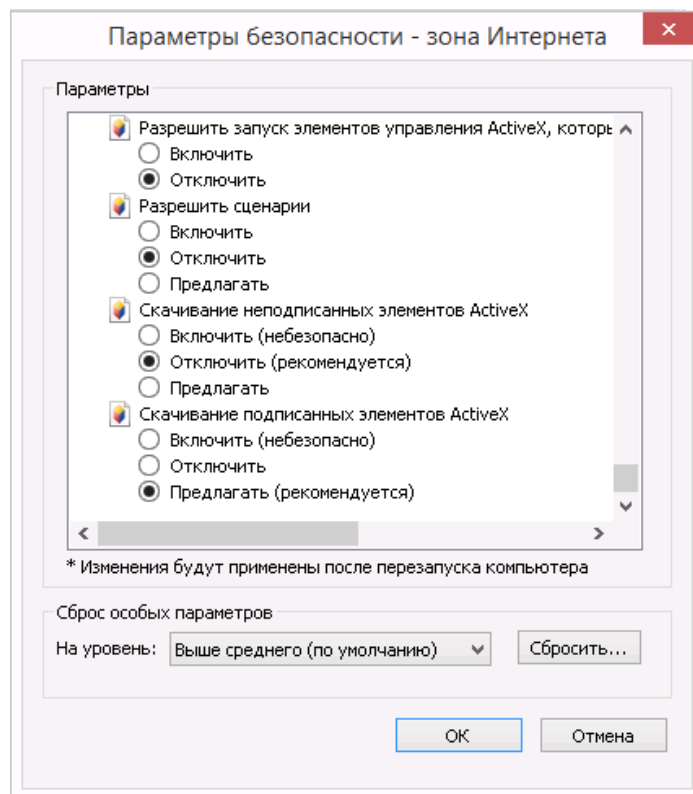 Параметры безопасности - зона Интернета
Параметры
Разрешить запуск элементов управления ActiveX,
Включить
Отключить
Разрешить сценарии
Включить
Отключить
Предлагать
Скачивание неподписанных элементов ActiveX
Включить (небезопасно)
Отключить (рекомендуется)
Предлагать
Скачивание подписанных элементов ActiveX
Включить (небезопасно)
Отключить
Предлагать (рекомендуется)
* Изменения будут применены после перезапуска компьютера
Сброс особых параметров
На уровень: Выше среднего (по умолчанию) Сбросить...
ОК Отмена